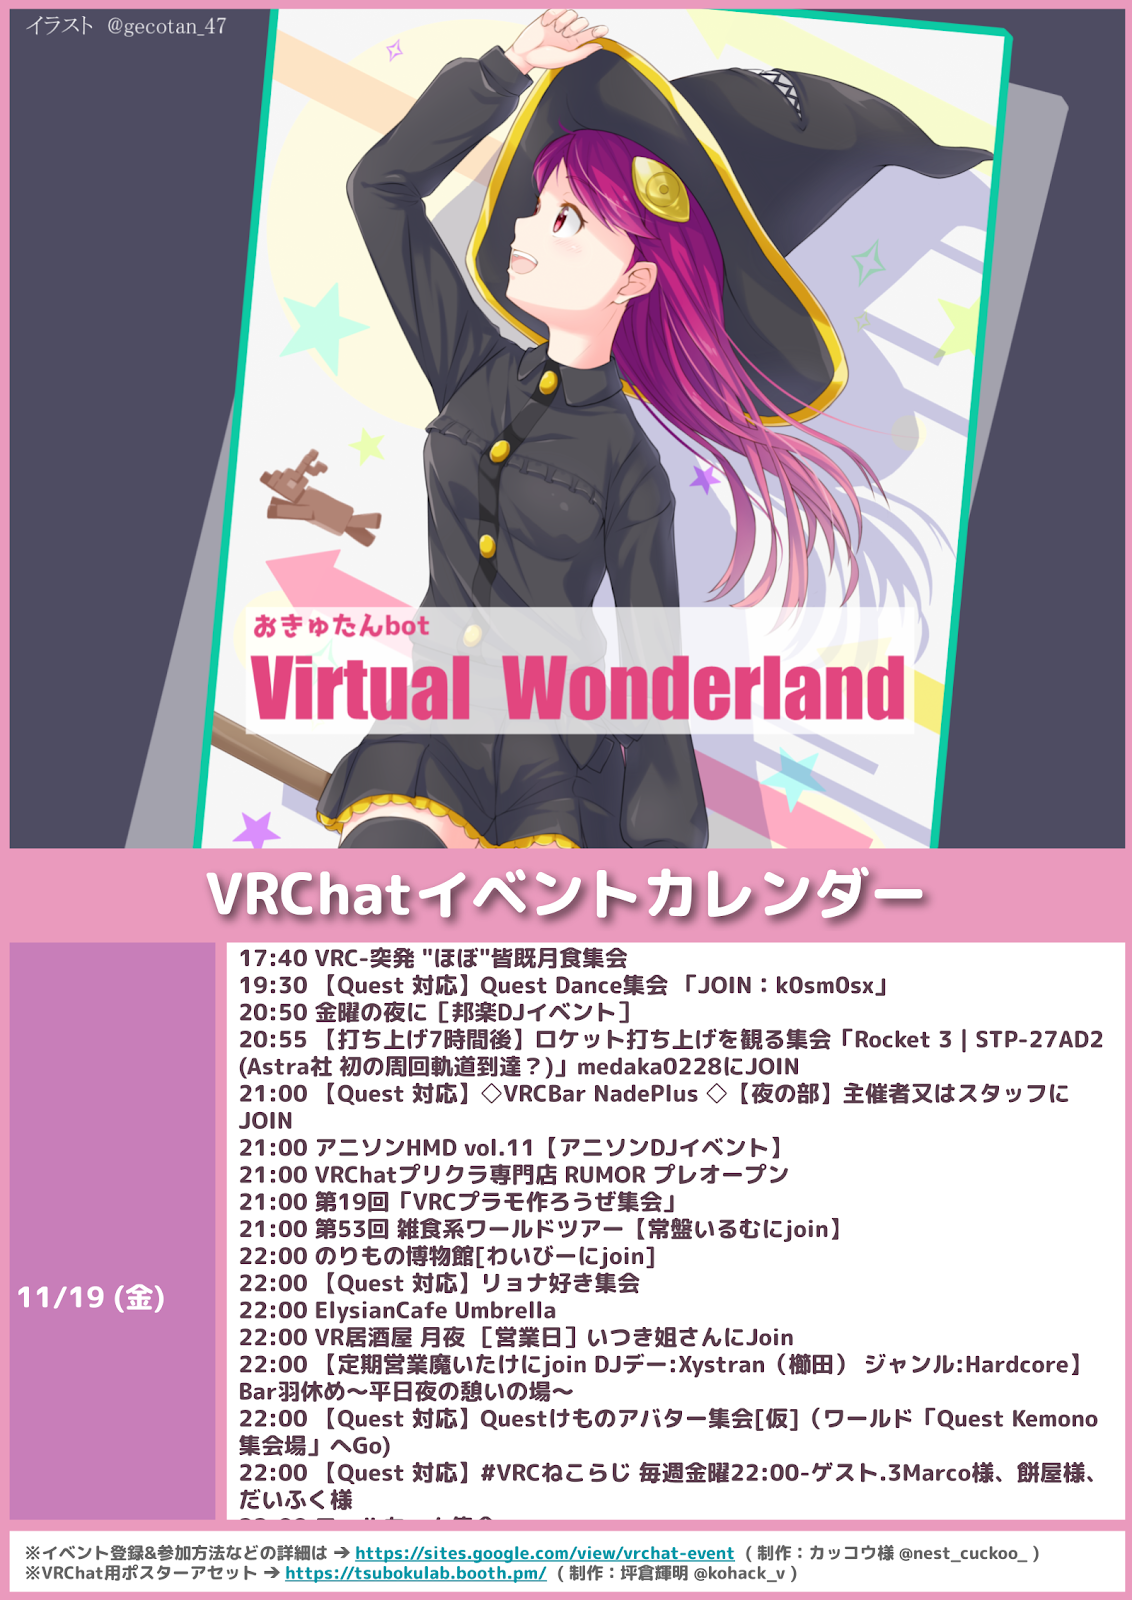 イラスト @gecotan_47
おきゅたんbot
Virtual Wonderland
VRChatイベントカレンダー
11/19 (金)
17:40 VRC-突発 "ほぼ"皆既月食集会
19:30 【Quest 対応】Quest Dance集会 「JOIN：k0sm0sx」
20:50 金曜の夜に［邦楽DJイベント］
20:55 【打ち上げ7時間後】ロケット打ち上げを観る集会「Rocket 3 | STP-27AD2
(Astra社 初の周回軌道到達？)」medaka0228にJOIN
21:00 【Quest 対応】◇VRCBar NadePlus ◇【夜の部】主催者又はスタッフに
JOIN
21:00 アニソンHMD vol.11【アニソンDJイベント】
21:00 VRChatプリクラ専門店 RUMOR プレオープン
21:00 第19回「VRCプラモ作ろうぜ集会」
21:00 第53回 雑食系ワールドツアー【常盤いるむにjoin】
22:00 のりもの博物館[わいびーにjoin]
22:00 【Quest 対応】リョナ好き集会
22:00 ElysianCafe Umbrella
22:00 VR居酒屋 月夜 ［営業日］いつき姐さんにJoin
22:00 【定期営業魔いたけにjoin DJデー:Xystran（櫛田） ジャンル:Hardcore】
Bar羽休め～平日夜の憩いの場～
22:00 【Quest 対応】Questけものアバター集会[仮]（ワールド「Quest Kemono
集会場」へGo)
22:00 【Quest 対応】#VRCねこらじ 毎週金曜22:00-ゲスト.3Marco様、餅屋様、
だいふく様
※イベント登録&参加方法などの詳細は ➔ https://sites.google.com/view/vrchat-event （ 制作：カッコウ様 @nest_cuckoo_ ）
※VRChat用ポスターアセット ➔ https://tsubokulab.booth.pm/ （ 制作：坪倉輝明 @kohack_v ）